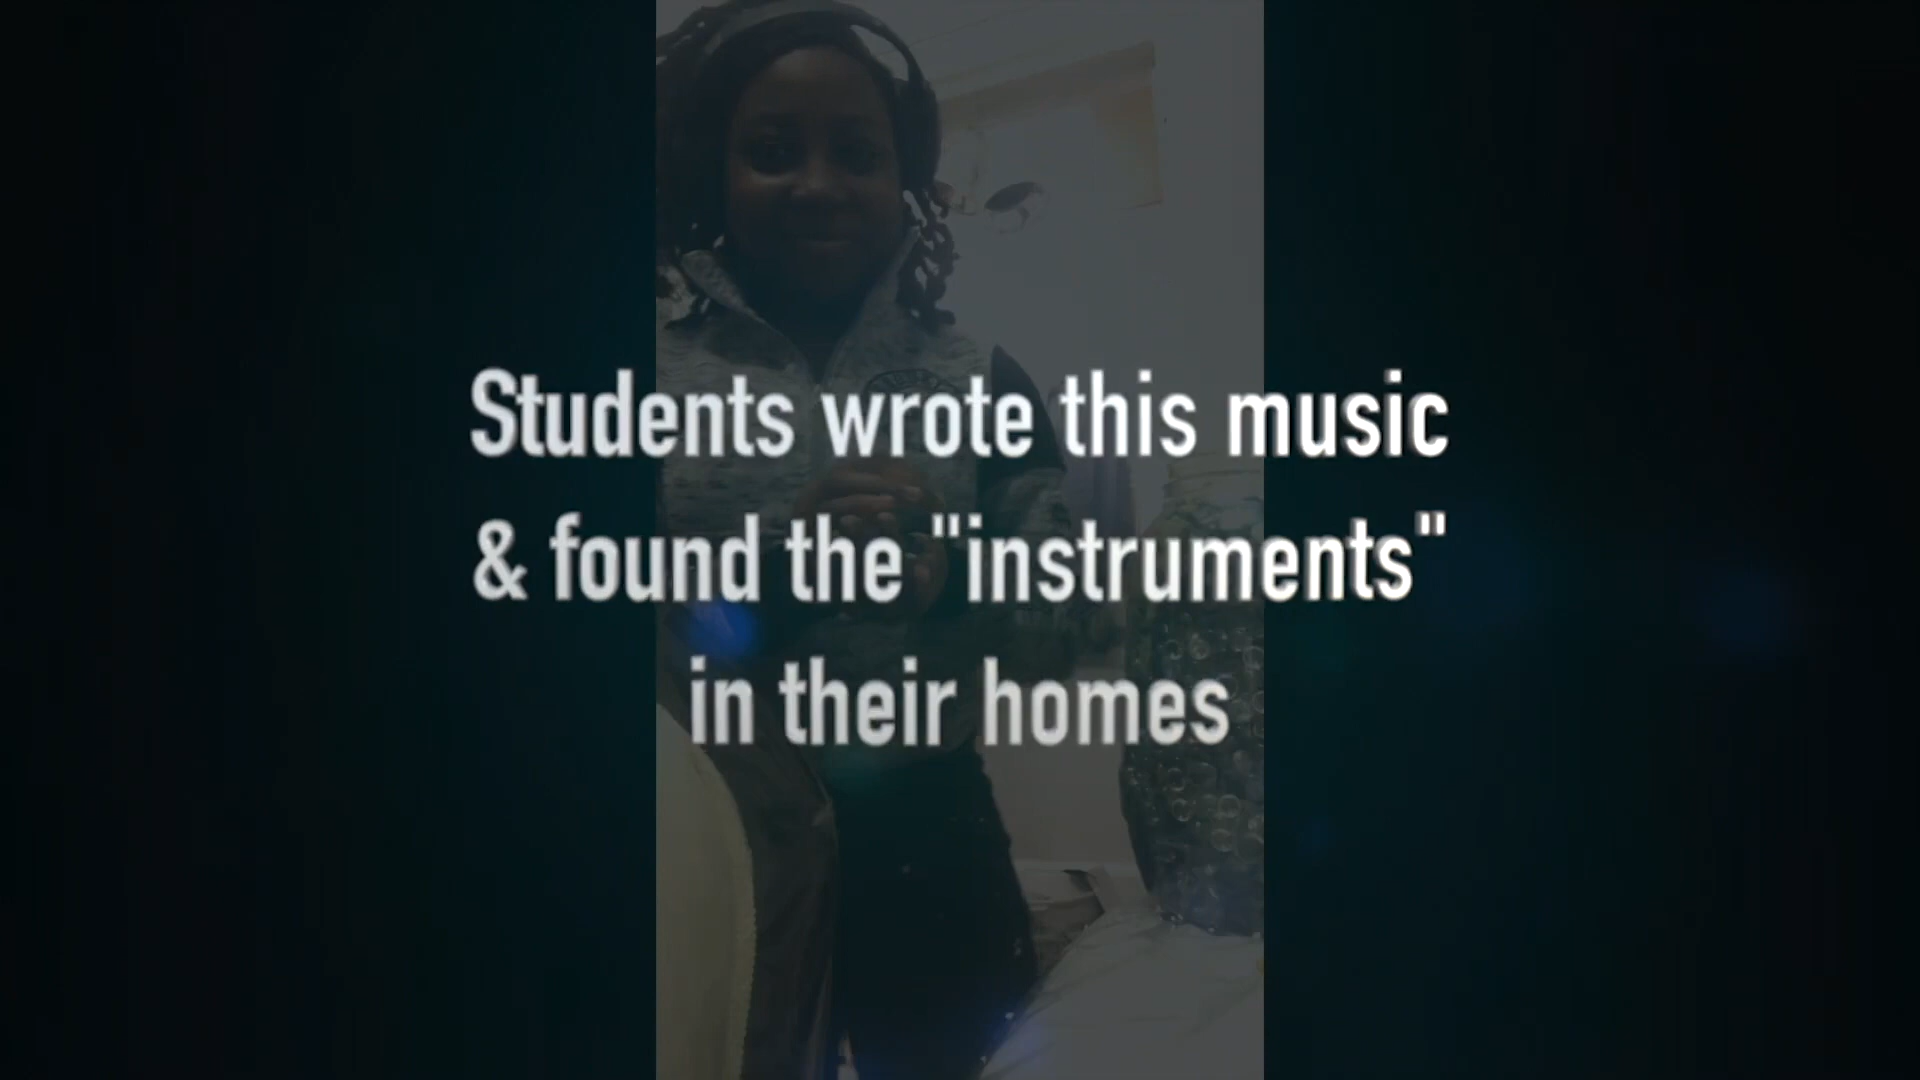 Students wrote this music
& found the "instruments"
in their homes